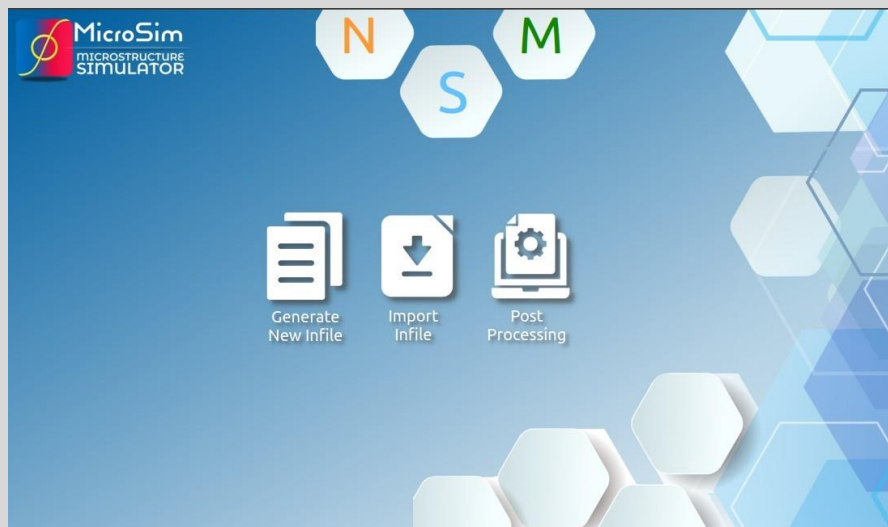 MicroSim
MICROSTRUCTURE
SIMULATOR
N
M
S
Generate
New Infile
Import
Infile
Post
Processing